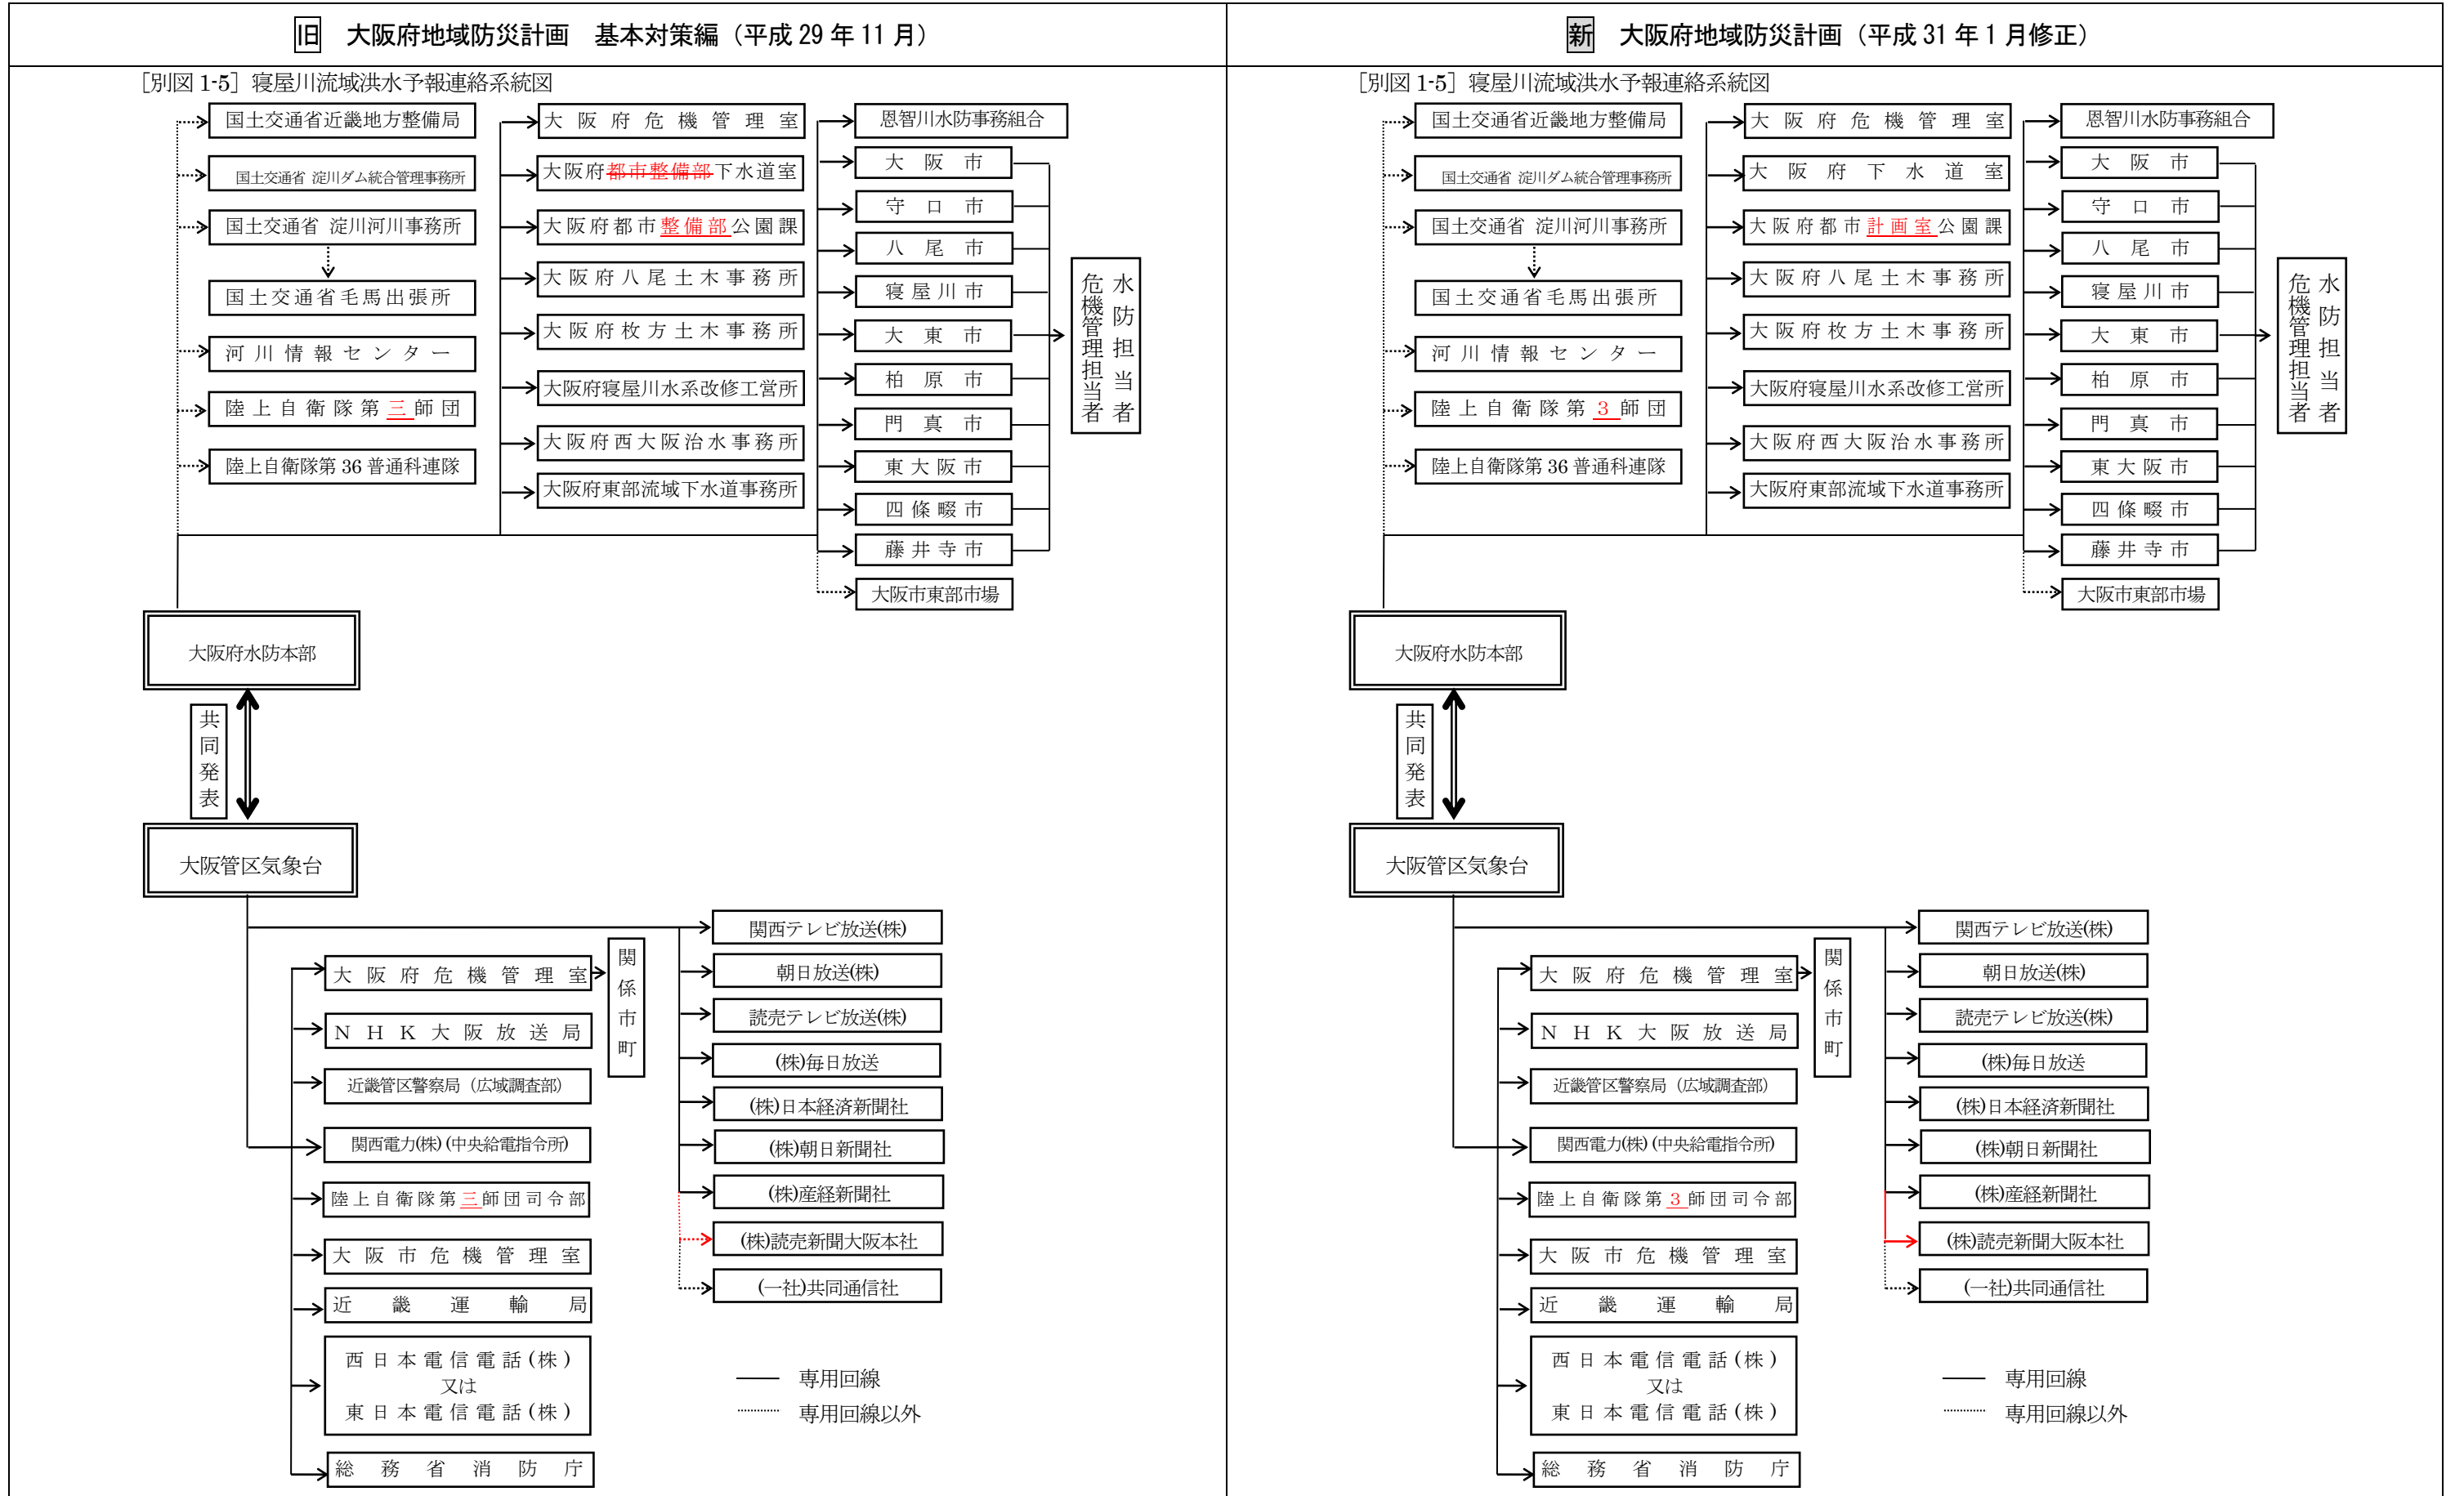 旧 大阪府地域防災計画 基本対策編（平成 29 年 11 月）
[別図 1-5] 寝屋川流域洪水予報連絡系統図
国土交通省近畿地方整備局
国土交通省 淀川ダム統合管理事務所
国土交通省 淀川河川事務所
国土交通省毛馬出張所
河川情報センター
陸上自衛隊第三師団
陸上自衛隊第 36 普通科連隊
大阪府危機管理室
大阪府都市整備部下水道室
大阪府都市整備部公園課
大阪府八尾土木事務所
大阪府枚方土木事務所
大阪府寝屋川水系改修工営所
大阪府西大阪治水事務所
大阪府東部流域下水道事務所
恩智川水防事務組合
大阪市
守口市
八尾市
寝屋川市
大東市
柏原市
門真市
東大阪市
四條畷市
藤井寺市
大阪市東部市場
水防担当者
危機管理担当者
大阪府水防本部
共同発表
大阪管区気象台
大阪府危機管理室
ＮＨＫ大阪放送局
近畿管区警察局（広域調査部）
関西電力(株) (中央給電指令所)
陸上自衛隊第三師団司令部
大阪市危機管理室
近畿運輸局
西日本電信電話(株)
又は
東日本電信電話(株)
総務省消防庁
関係市町
関西テレビ放送(株)
朝日放送(株)
読売テレビ放送(株)
(株)毎日放送
(株)日本経済新聞社
(株)朝日新聞社
(株)産経新聞社
(株)読売新聞大阪本社
(一社)共同通信社
専用回線
専用回線以外
新 大阪府地域防災計画（平成 31 年 1 月修正）
[別図 1-5] 寝屋川流域洪水予報連絡系統図
国土交通省近畿地方整備局
国土交通省 淀川ダム統合管理事務所
国土交通省 淀川河川事務所
国土交通省毛馬出張所
河川情報センター
陸上自衛隊第３師団
陸上自衛隊第 36 普通科連隊
大阪府危機管理室
大阪府下水道室
大阪府都市計画室公園課
大阪府八尾土木事務所
大阪府枚方土木事務所
大阪府寝屋川水系改修工営所
大阪府西大阪治水事務所
大阪府東部流域下水道事務所
恩智川水防事務組合
大阪市
守口市
八尾市
寝屋川市
大東市
柏原市
門真市
東大阪市
四條畷市
藤井寺市
大阪市東部市場
水防担当者
危機管理担当者
大阪府水防本部
共同発表
大阪管区気象台
大阪府危機管理室
ＮＨＫ大阪放送局
近畿管区警察局（広域調査部）
関西電力(株) (中央給電指令所)
陸上自衛隊第３師団司令部
大阪市危機管理室
近畿運輸局
西日本電信電話(株)
又は
東日本電信電話(株)
総務省消防庁
関係市町
関西テレビ放送(株)
朝日放送(株)
読売テレビ放送(株)
(株)毎日放送
(株)日本経済新聞社
(株)朝日新聞社
(株)産経新聞社
(株)読売新聞大阪本社
(一社)共同通信社
専用回線
専用回線以外